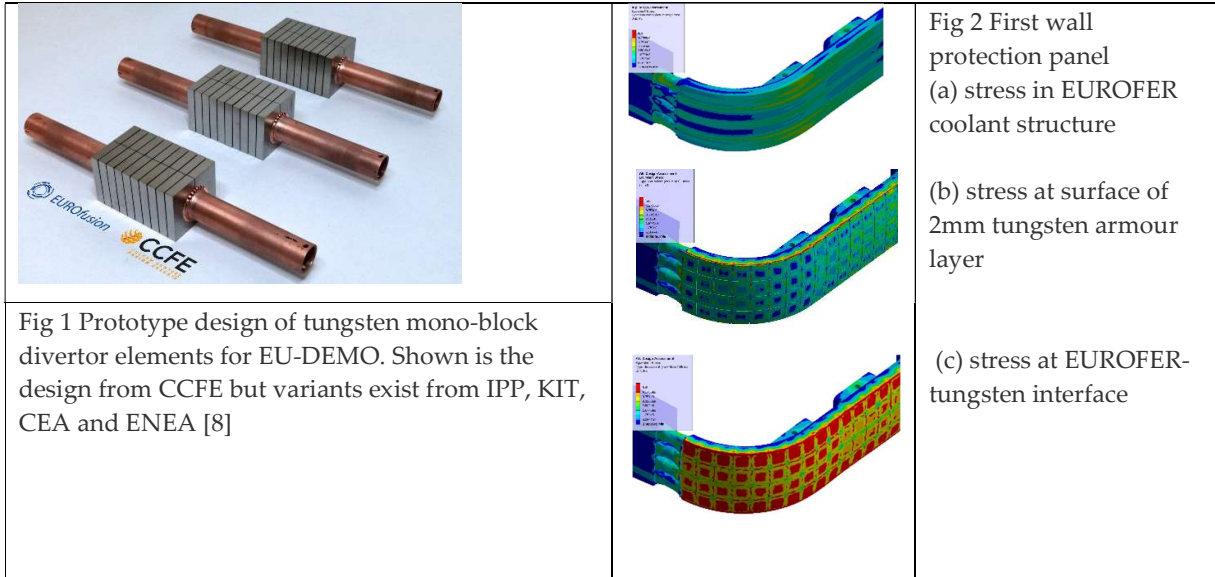 EUROfusion
CCFE
Fig 1 Prototype design of tungsten mono-block
divertor elements for EU-DEMO. Shown is the
design from CCFE but variants exist from IPP, KIT,
CEA and ENEA [8]
Fig 2 First wall
protection panel
(a) stress in EUROFER
coolant structure
(b) stress at surface of
2mm tungsten armour
layer
(c) stress at EUROFER-
tungsten interface